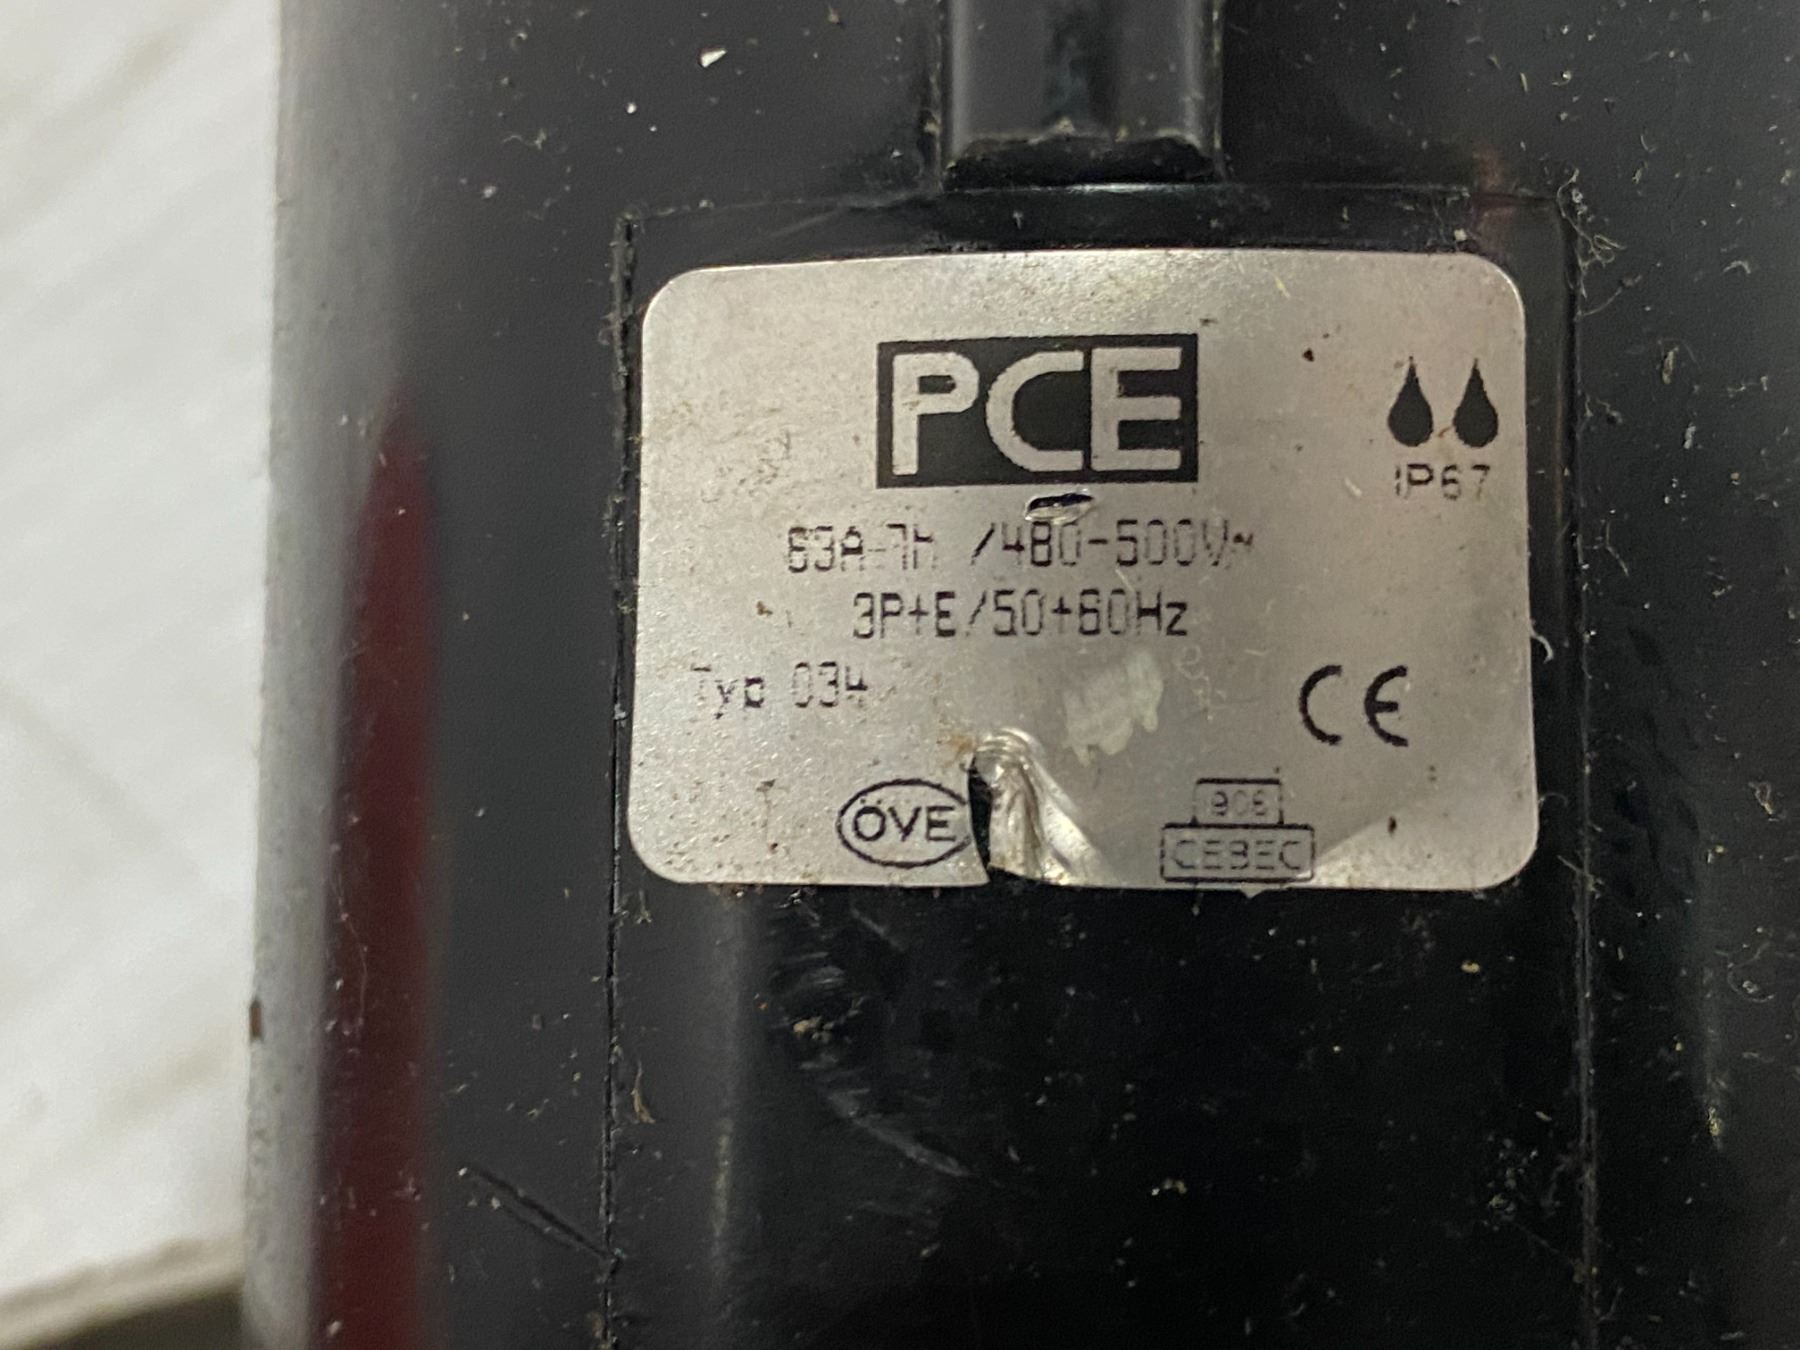 PCE
IP67
63A-7h /480-500V~
3P+E/50+60Hz
Typ 034
CE
ÖVE
CEBEC